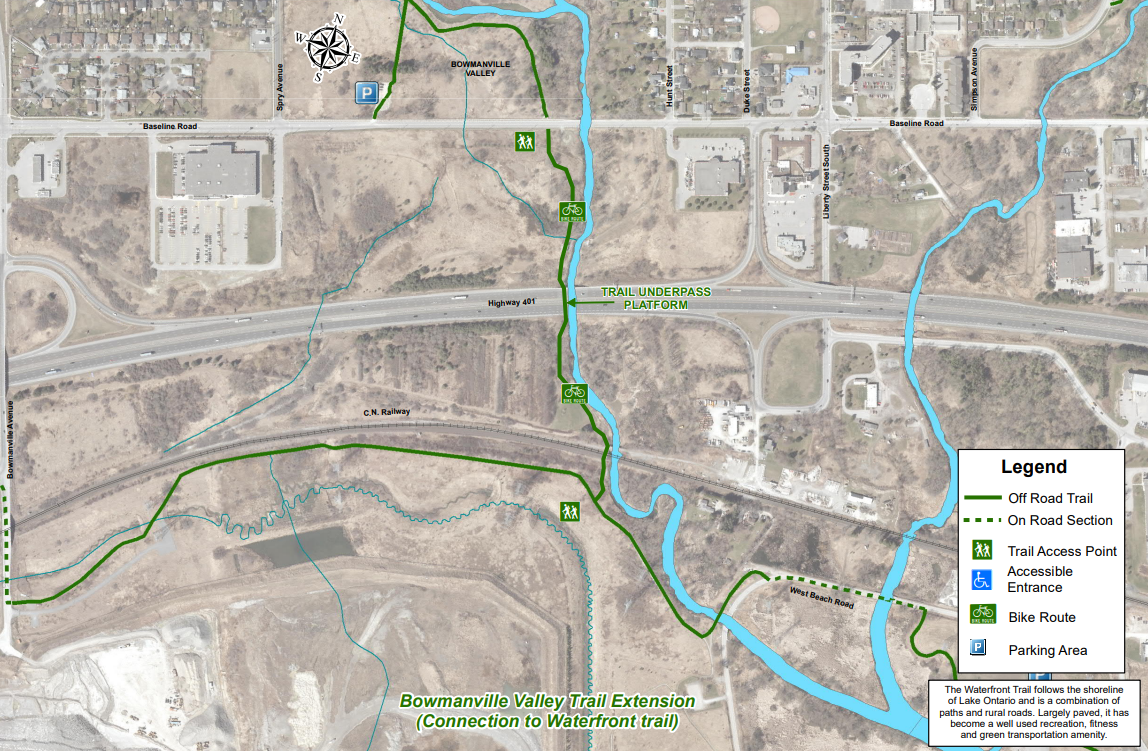 N
W
E
S
BOWMANVILLE
VALLEY
Spry Avenue
P
Hunt Street
Duke Street
Simpson Avenue
Baseline Road
Baseline Road
Liberty Street South
BIKE ROUTE
TRAIL UNDERPASS
PLATFORM
Highway 401
BIKE ROUTE
C.N. Railway
Bowmanville Avenue
West Beach Road
Legend
Off Road Trail
On Road Section
Trail Access Point
Accessible
Entrance
BIKE ROUTE
Bike Route
P
Parking Area
P
Bowmanville Valley Trail Extension
(Connection to Waterfront trail)
The Waterfront Trail follows the shoreline
of Lake Ontario and is a combination of
paths and rural roads. Largely paved, it has
become a well used recreation, fitness
and green transportation amenity.